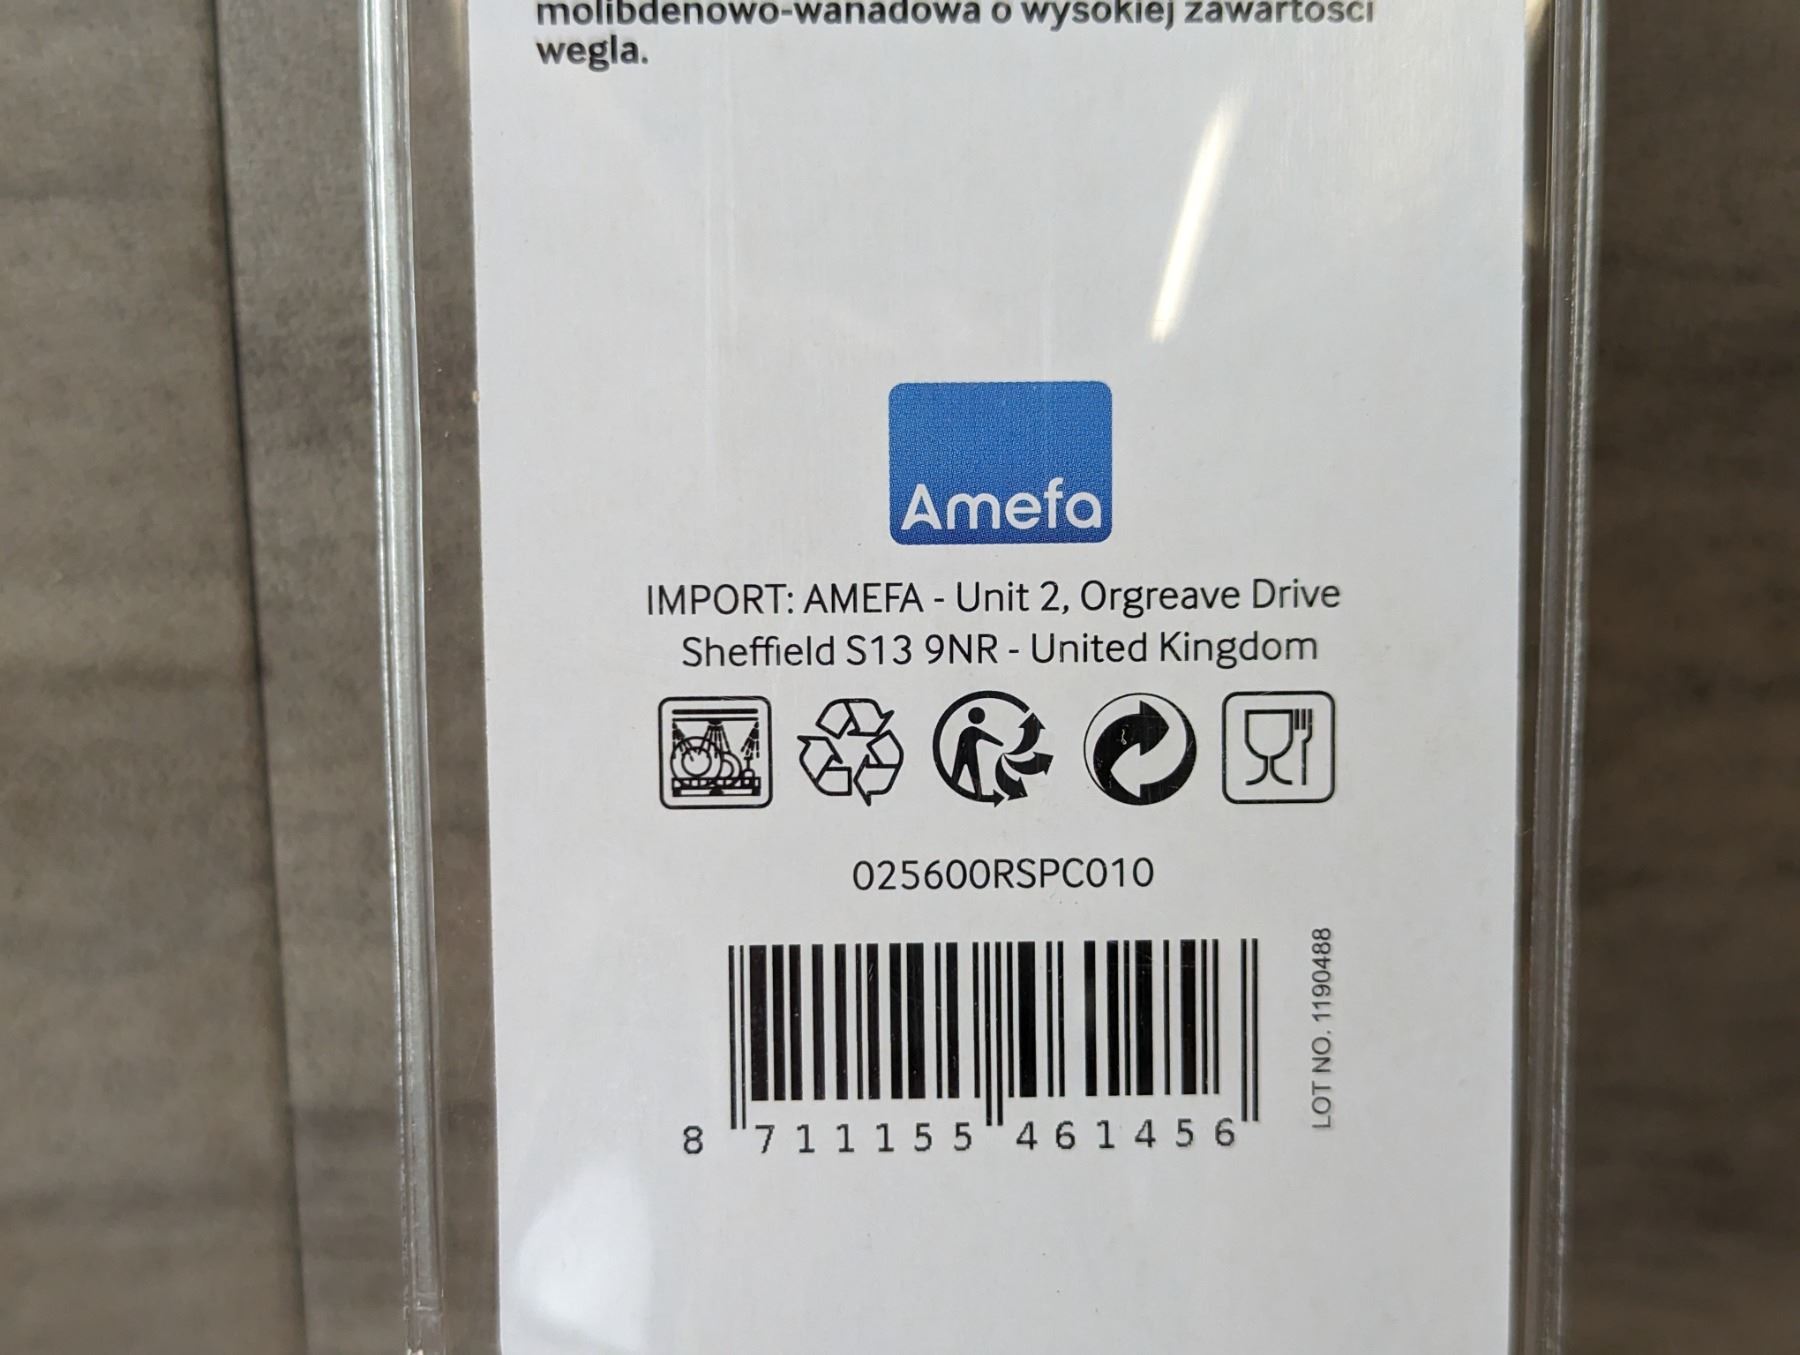 molibdenowo-wanadowa o wysokiej zawartości
wegla.
Amefa
IMPORT: AMEFA - Unit 2, Orgreave Drive
Sheffield S13 9NR - United Kingdom
025600RSPC010
LOT NO. 1190488
8 711155 461456